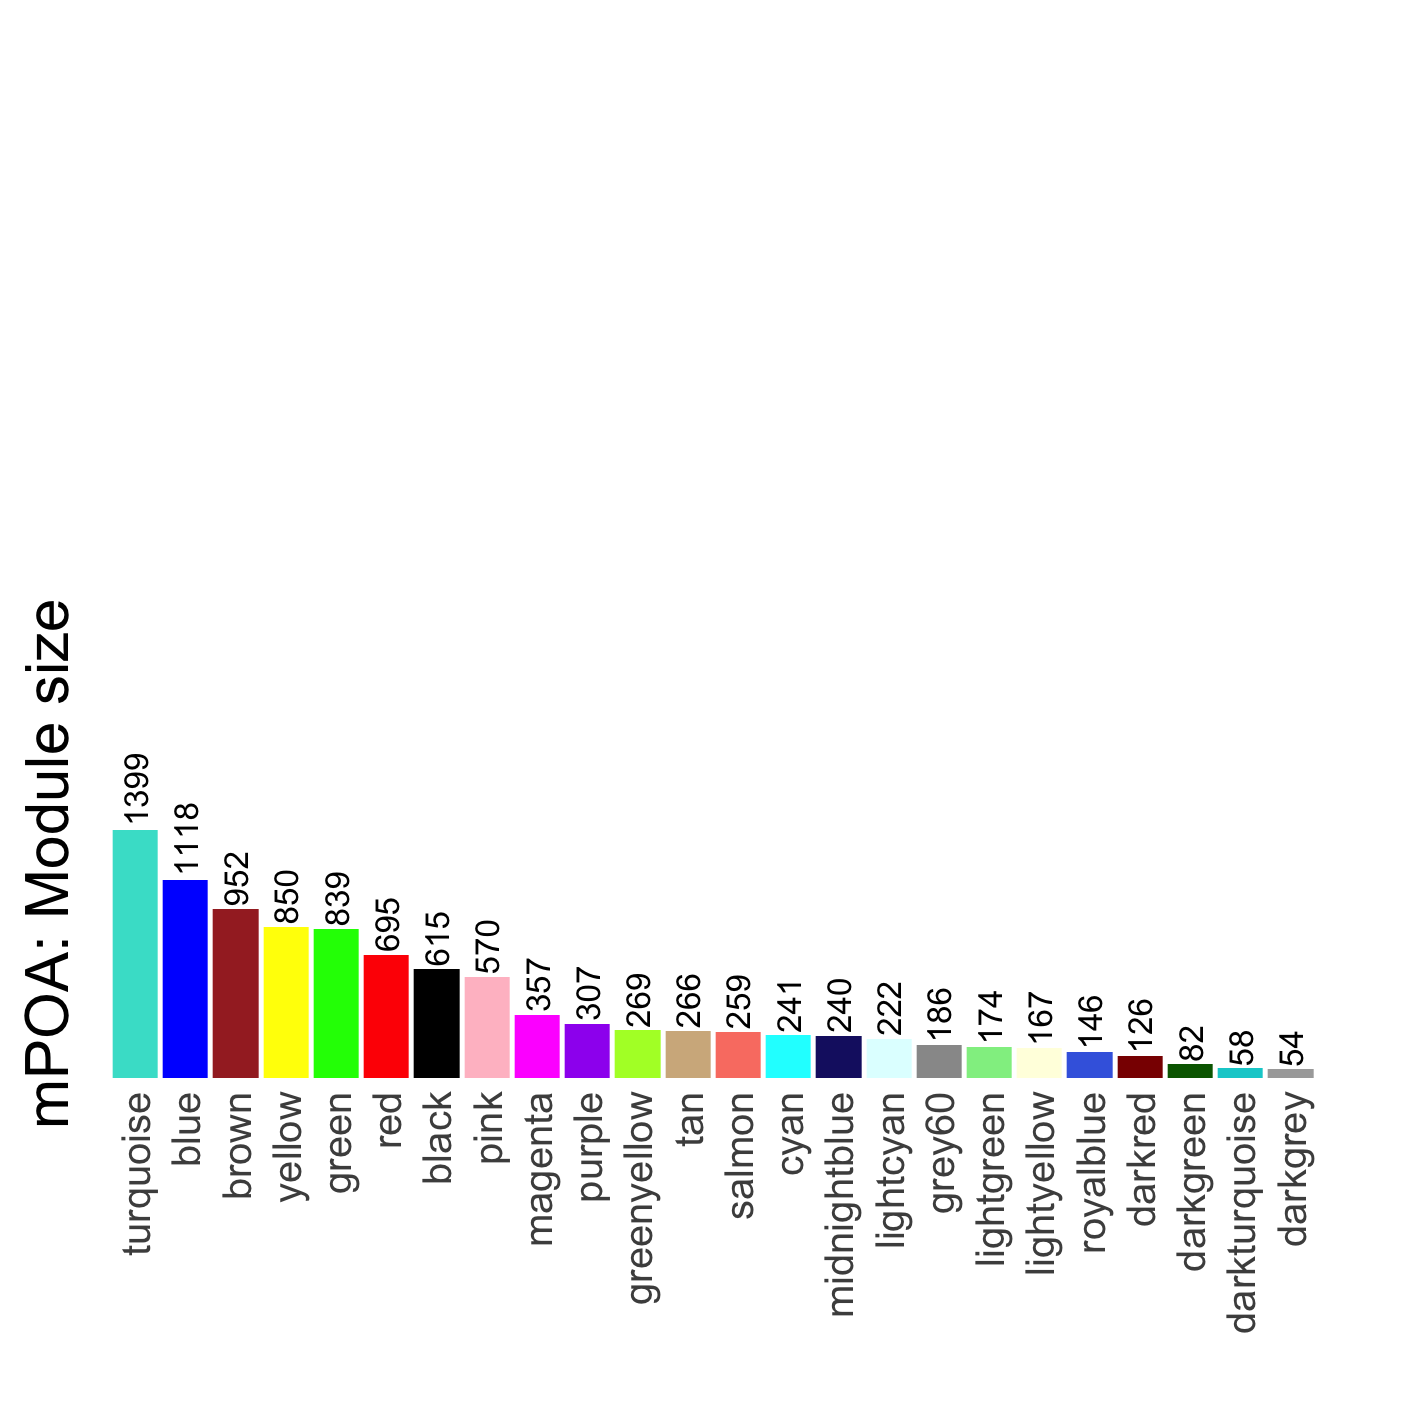 mPOA: Module size
1399
1118
952
850
839
695
615
570
357
307
269
266
259
241
240
222
186
174
167
146
126
82
58
54
turquoise
blue
brown
yellow
green
red
black
pink
magenta
purple
greenyellow
tan
salmon
cyan
midnightblue
lightcyan
grey60
lightgreen
lightyellow
royalblue
darkred
darkgreen
darkturquoise
darkgrey